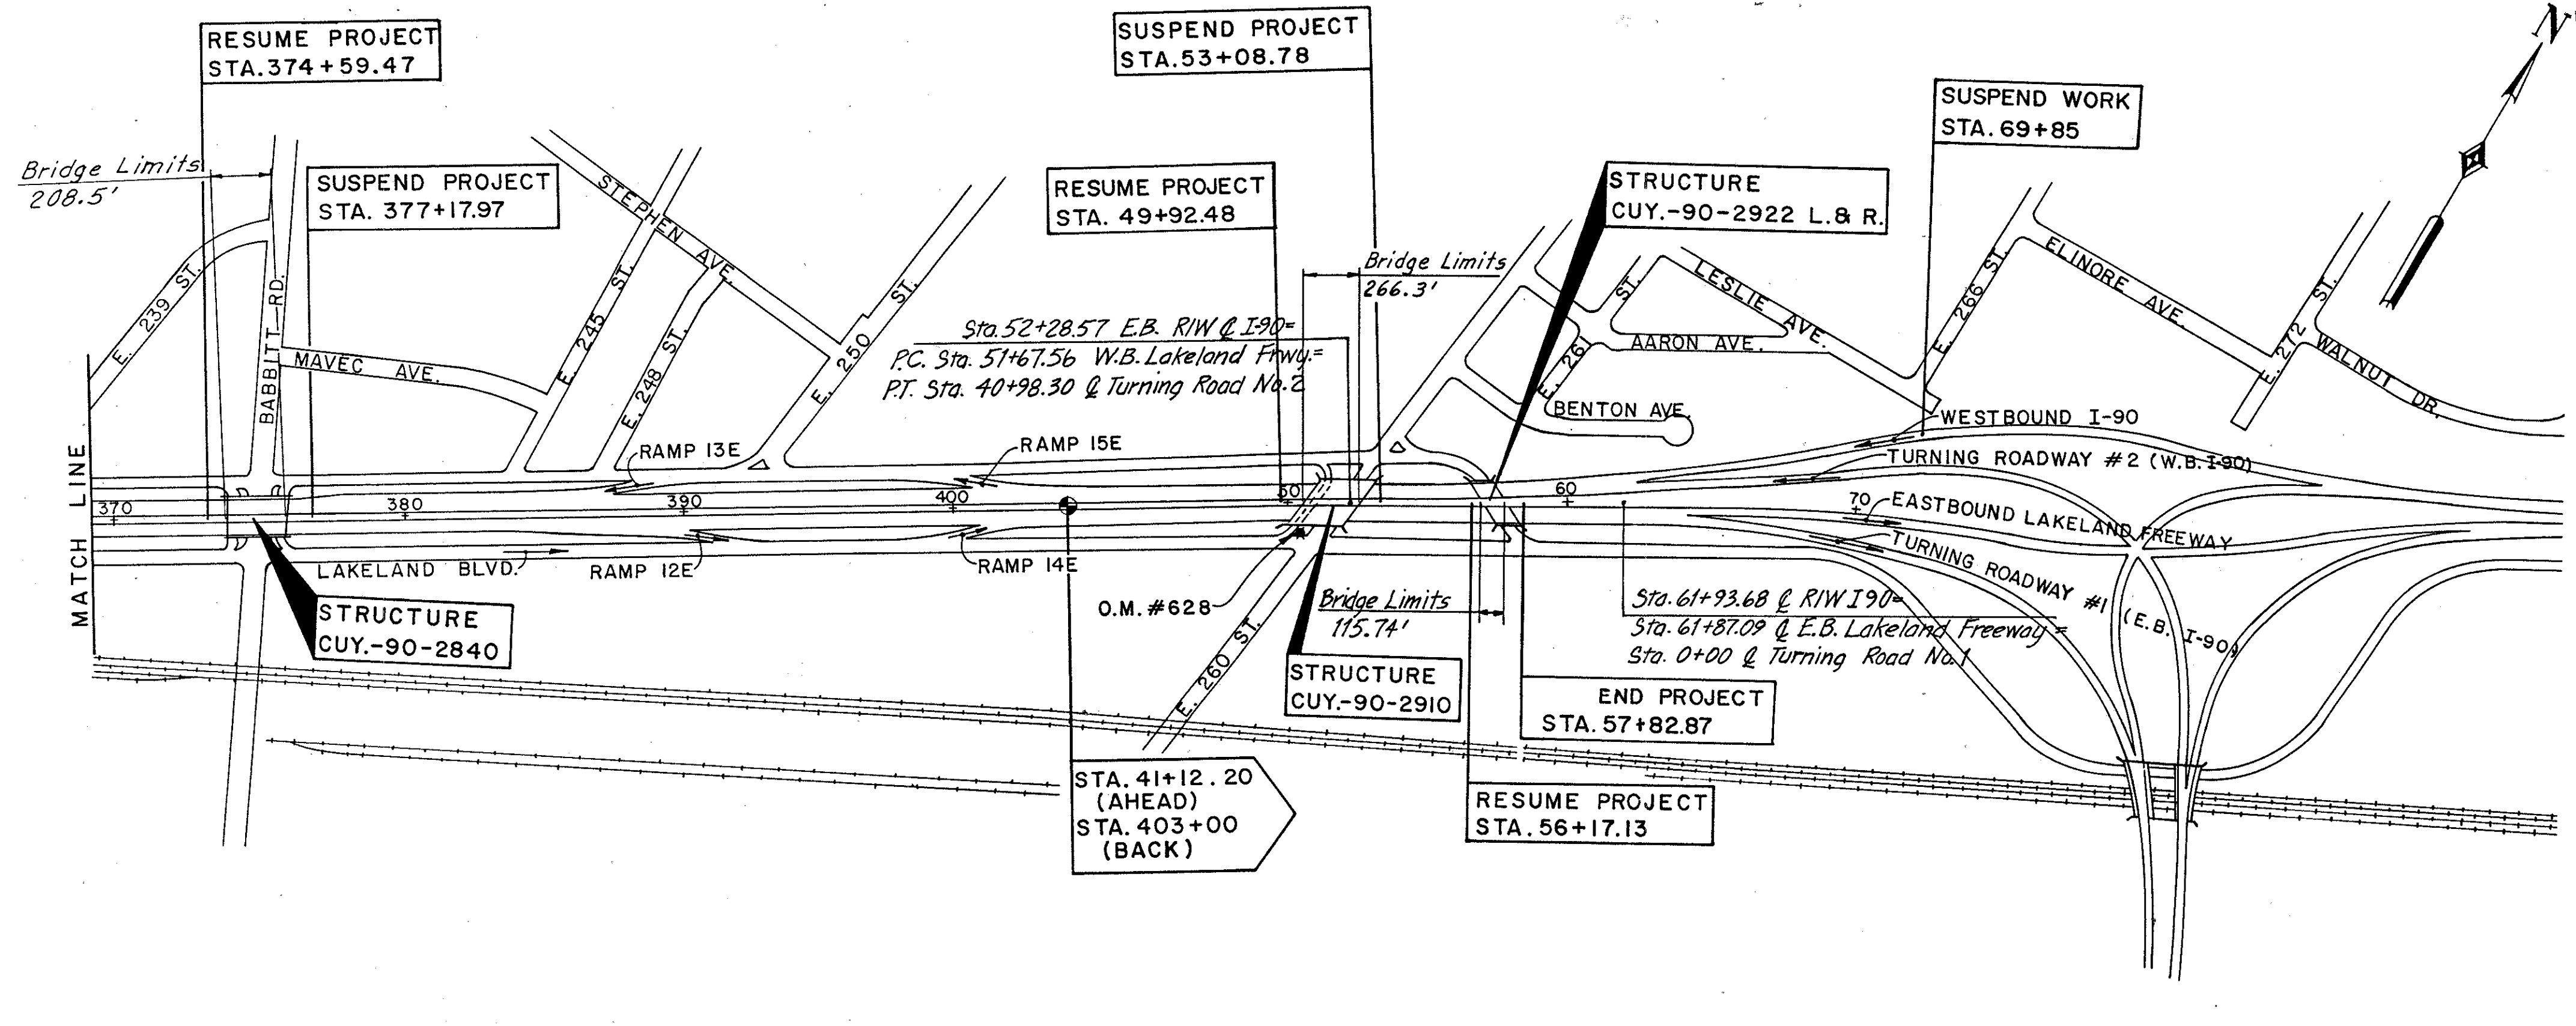 RESUME PROJECT
STA.374+59.47
SUSPEND PROJECT
STA.53+08.78
N
SUSPEND WORK
STA.69+85
Bridge Limits
208.5'
SUSPEND PROJECT
STA. 377+17.97
STEPHEN AVE.
RESUME PROJECT
STA. 49+92.48
STRUCTURE
CUY.-90-2922 L.& R.
Bridge Limits
266.3'
E. 239 ST.
BABBITT RD.
MAVEC AVE.
E. 245 ST.
E. 248 ST.
E. 250 ST.
Sta.52+28.57 E.B. R/W ℄ I-90=
P.C. Sta. 51+67.56 W.B. Lakeland Frwy.=
P.T. Sta. 40+98.30 ℄ Turning Road No.2
E. 261 ST.
LESLIE AVE.
AARON AVE.
BENTON AVE.
E. 266 ST.
ELINORE AVE.
E. 272 ST.
WALNUT DR.
MATCH LINE
RAMP 13E
RAMP 15E
WESTBOUND I-90
TURNING ROADWAY #2 (W.B. I-90)
370
380
390
400
50
60
70
EASTBOUND LAKELAND FREEWAY
TURNING ROADWAY #1 (E.B. I-90)
LAKELAND BLVD.
RAMP 12E
RAMP 14E
O.M. #628
E. 260 ST.
Bridge Limits
115.74'
Sta. 61+93.68 ℄ R/W I90=
Sta. 61+87.09 ℄ E.B. Lakeland Freeway =
Sta. 0+00 ℄ Turning Road No.1
STRUCTURE
CUY.-90-2840
STRUCTURE
CUY.-90-2910
END PROJECT
STA. 57+82.87
STA. 41+12.20
(AHEAD)
STA. 403+00
(BACK)
RESUME PROJECT
STA. 56+17.13